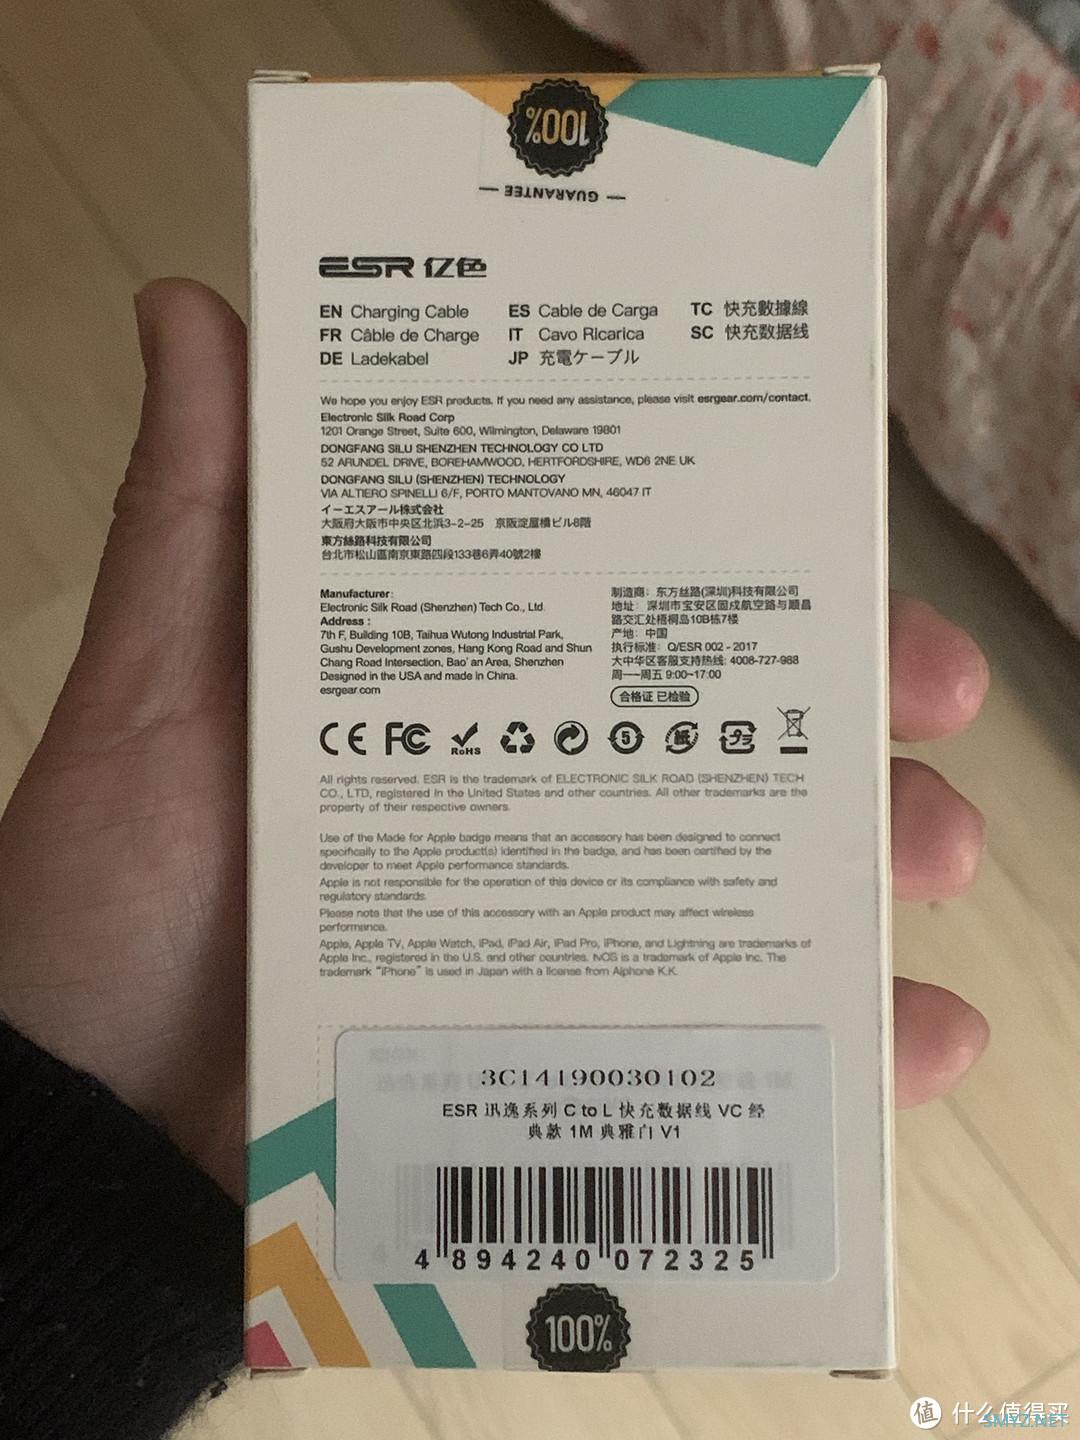 100%
GUARANTEE
ESR 亿色
EN Charging Cable
ES Cable de Carga
TC 快充數據線
FR Câble de Charge
IT Cavo Ricarica
SC 快充数据线
DE Ladekabel
JP 充電ケーブル
We hope you enjoy ESR products. If you need any assistance, please visit esrgear.com/contact.
Electronic Silk Road Corp
1201 Orange Street, Suite 600, Wilmington, Delaware 19801
DONGFANG SILU SHENZHEN TECHNOLOGY CO LTD
52 ARUNDEL DRIVE, BOREHAMWOOD, HERTFORDSHIRE, WD6 2NE UK
DONGFANG SILU (SHENZHEN) TECHNOLOGY
VIA ALTIERO SPINELLI 6/F, PORTO MANTOVANO MN, 46047 IT
イーエスアール株式会社
大阪府大阪市中央区北浜3-2-25 京阪淀屋橋ビル8階
東方絲路科技有限公司
台北市松山區南京東路四段133巷6弄40號2樓
Manufacturer:
Electronic Silk Road (Shenzhen) Tech Co., Ltd.
Address :
7th F, Building 10B, Taihua Wutong Industrial Park,
Gushu Development zones, Hang Kong Road and Shun
Chang Road Intersection, Bao' an Area, Shenzhen
Designed in the USA and made in China.
esrgear.com
制造商: 东方丝路(深圳)科技有限公司
地址: 深圳市宝安区固戍航空路与顺昌
路交汇处梧桐岛10B栋7楼
产地: 中国
执行标准: Q/ESR 002 - 2017
大中华区客服支持热线: 4008-727-988
周一一周五 9:00~17:00
合格证 已检验
CE FC RoHS 5 紙 プラ
All rights reserved. ESR is the trademark of ELECTRONIC SILK ROAD (SHENZHEN) TECH
CO., LTD, registered in the United States and other countries. All other trademarks are the
property of their respective owners.
Use of the Made for Apple badge means that an accessory has been designed to connect
specifically to the Apple product(s) identified in the badge, and has been certified by the
developer to meet Apple performance standards.
Apple is not responsible for the operation of this device or its compliance with safety and
regulatory standards.
Please note that the use of this accessory with an Apple product may affect wireless
performance.
Apple, Apple TV, Apple Watch, iPad, iPad Air, iPad Pro, iPhone, and Lightning are trademarks of
Apple Inc., registered in the U.S. and other countries. tvOS is a trademark of Apple Inc. The
trademark "iPhone" is used in Japan with a license from Aiphone K.K.
3C14190030102
ESR 迅逸系列 C to L 快充数据线 VC 经
典款 1M 典雅白 V1
4 894240 072325
100%
值 什么值得买
SMYZ.NET